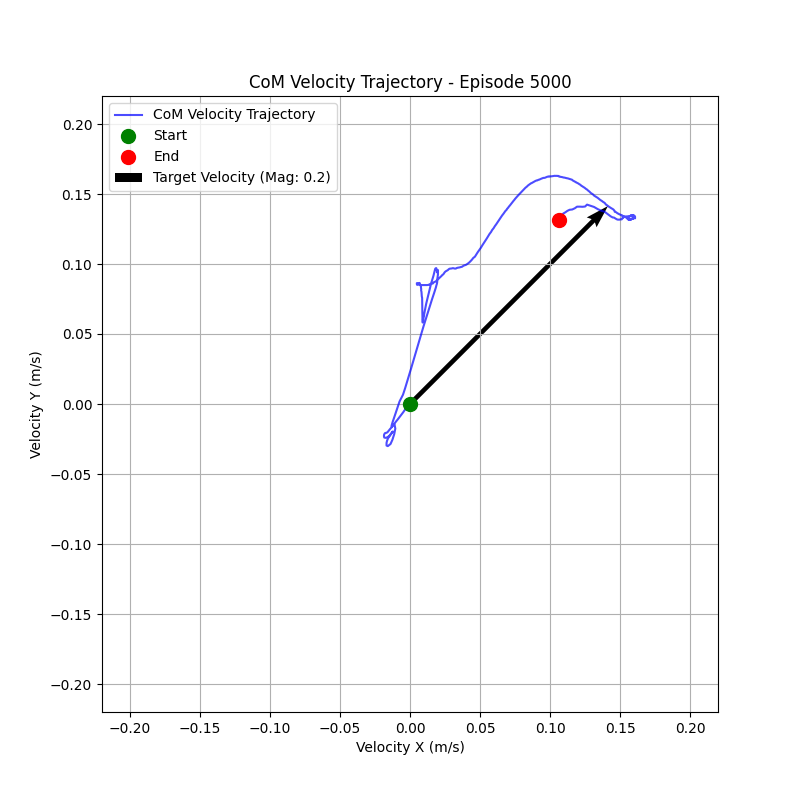 CoM Velocity Trajectory - Episode 5000
CoM Velocity Trajectory
Start
End
Target Velocity (Mag: 0.2)
0.20
0.15
0.10
0.05
0.00
−0.05
−0.10
−0.15
−0.20
Velocity Y (m/s)
−0.20 −0.15 −0.10 −0.05 0.00 0.05 0.10 0.15 0.20
Velocity X (m/s)